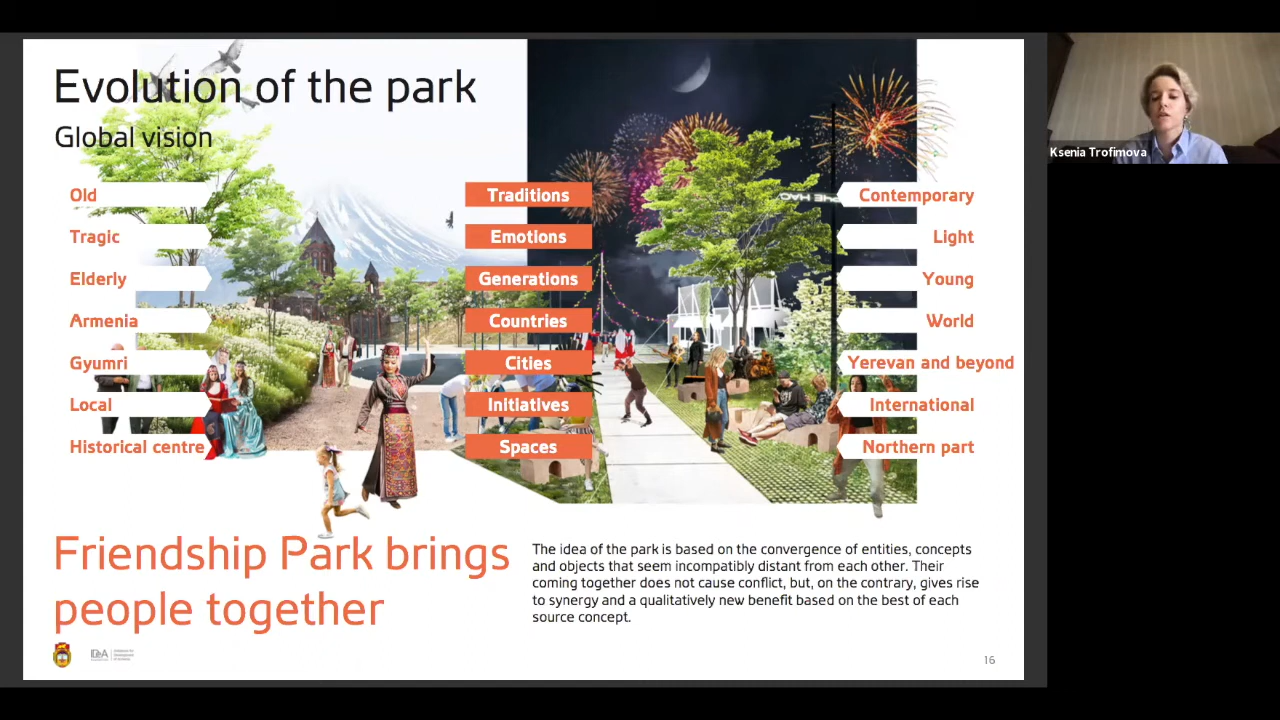 Evolution of the park
Global vision
Old Traditions Contemporary
Tragic Emotions Light
Elderly Generations Young
Armenia Countries World
Gyumri Cities Yerevan and beyond
Local Initiatives International
Historical centre Spaces Northern part
Friendship Park brings
people together
The idea of the park is based on the convergence of entities, concepts
and objects that seem incompatibly distant from each other. Their
coming together does not cause conflict, but, on the contrary, gives rise
to synergy and a qualitatively new benefit based on the best of each
source concept.
16
Ksenia Trofimova